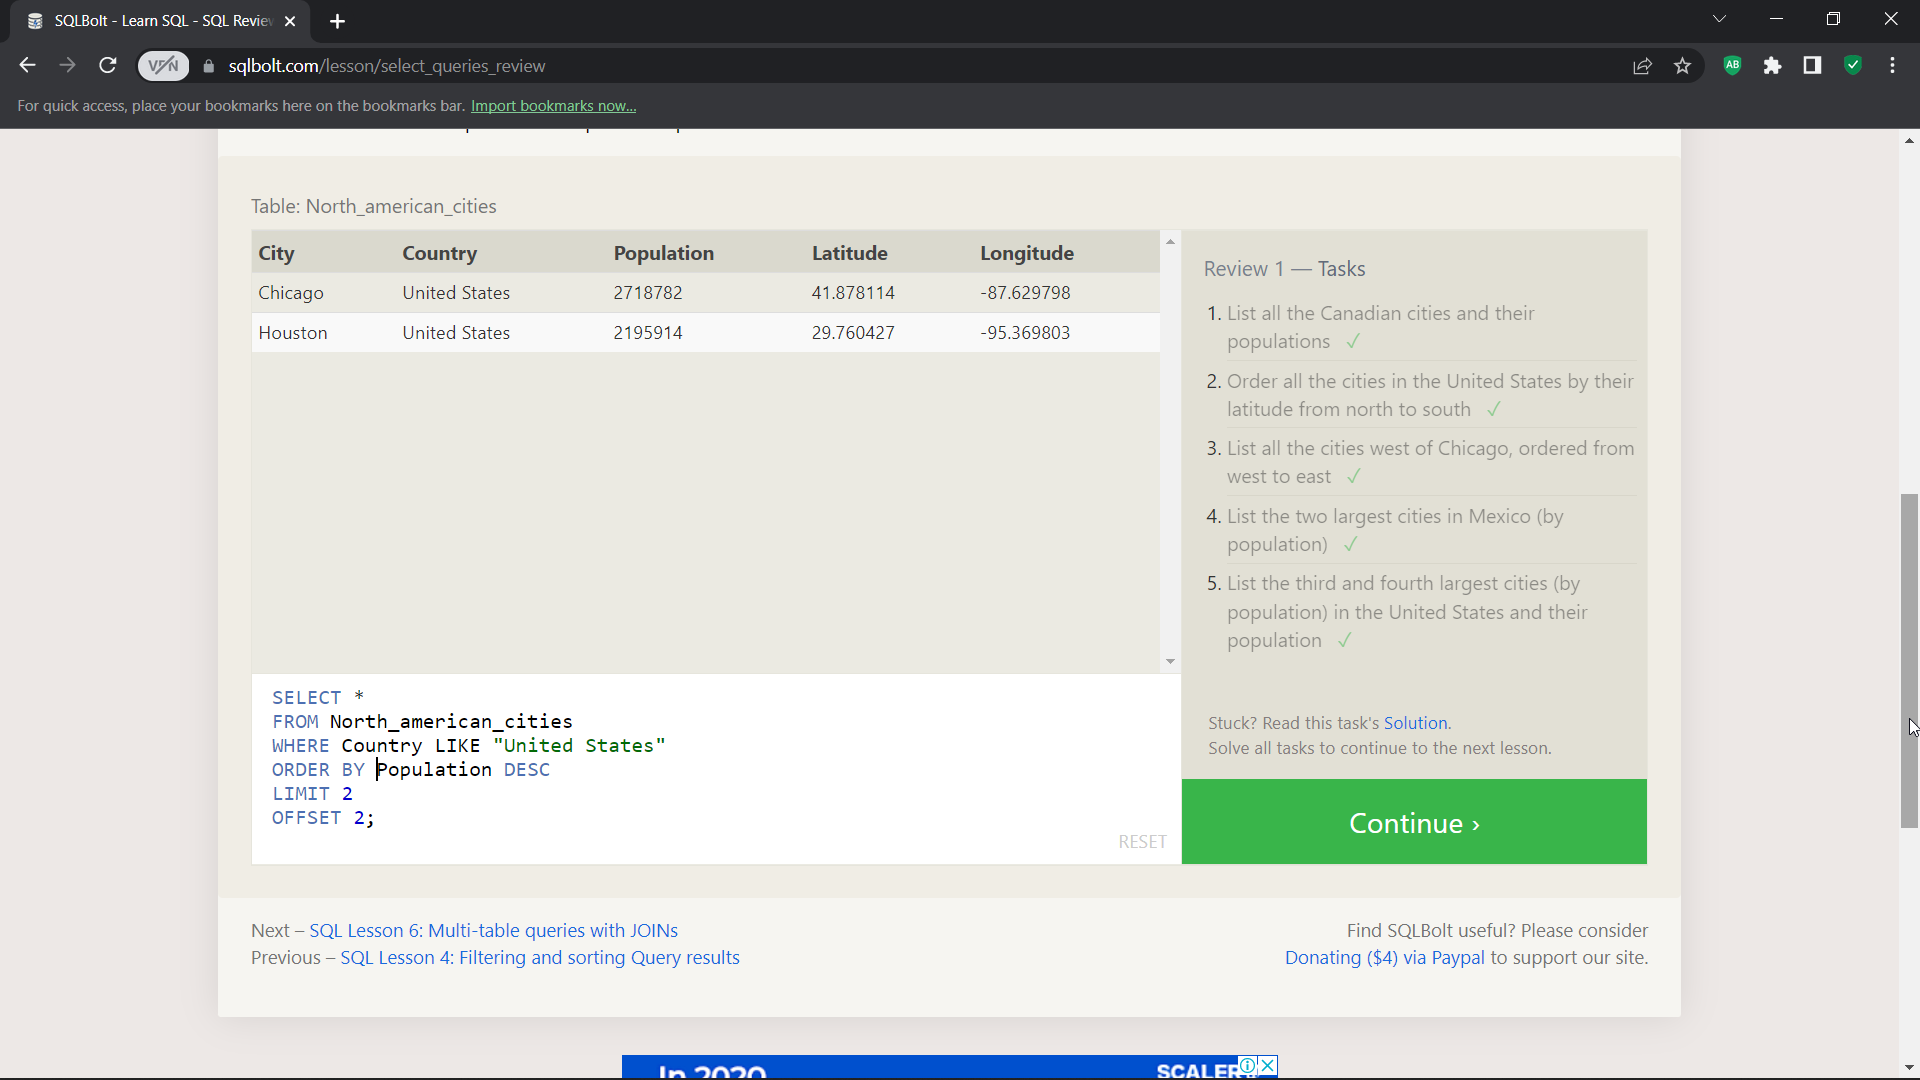 SQLBolt - Learn SQL - SQL Review
VPN
sqlbolt.com/lesson/select_queries_review
AB
For quick access, place your bookmarks here on the bookmarks bar. Import bookmarks now...
Table: North_american_cities
City Country Population Latitude Longitude
Chicago United States 2718782 41.878114 -87.629798
Houston United States 2195914 29.760427 -95.369803
Review 1 — Tasks
1. List all the Canadian cities and their
populations ✓
2. Order all the cities in the United States by their
latitude from north to south ✓
3. List all the cities west of Chicago, ordered from
west to east ✓
4. List the two largest cities in Mexico (by
population) ✓
5. List the third and fourth largest cities (by
population) in the United States and their
population ✓
Stuck? Read this task's Solution.
Solve all tasks to continue to the next lesson.
Continue ›
SELECT *
FROM North_american_cities
WHERE Country LIKE "United States"
ORDER BY Population DESC
LIMIT 2
OFFSET 2;
RESET
Next – SQL Lesson 6: Multi-table queries with JOINs
Previous – SQL Lesson 4: Filtering and sorting Query results
Find SQLBolt useful? Please consider
Donating ($4) via Paypal to support our site.
In 2020
SCALER